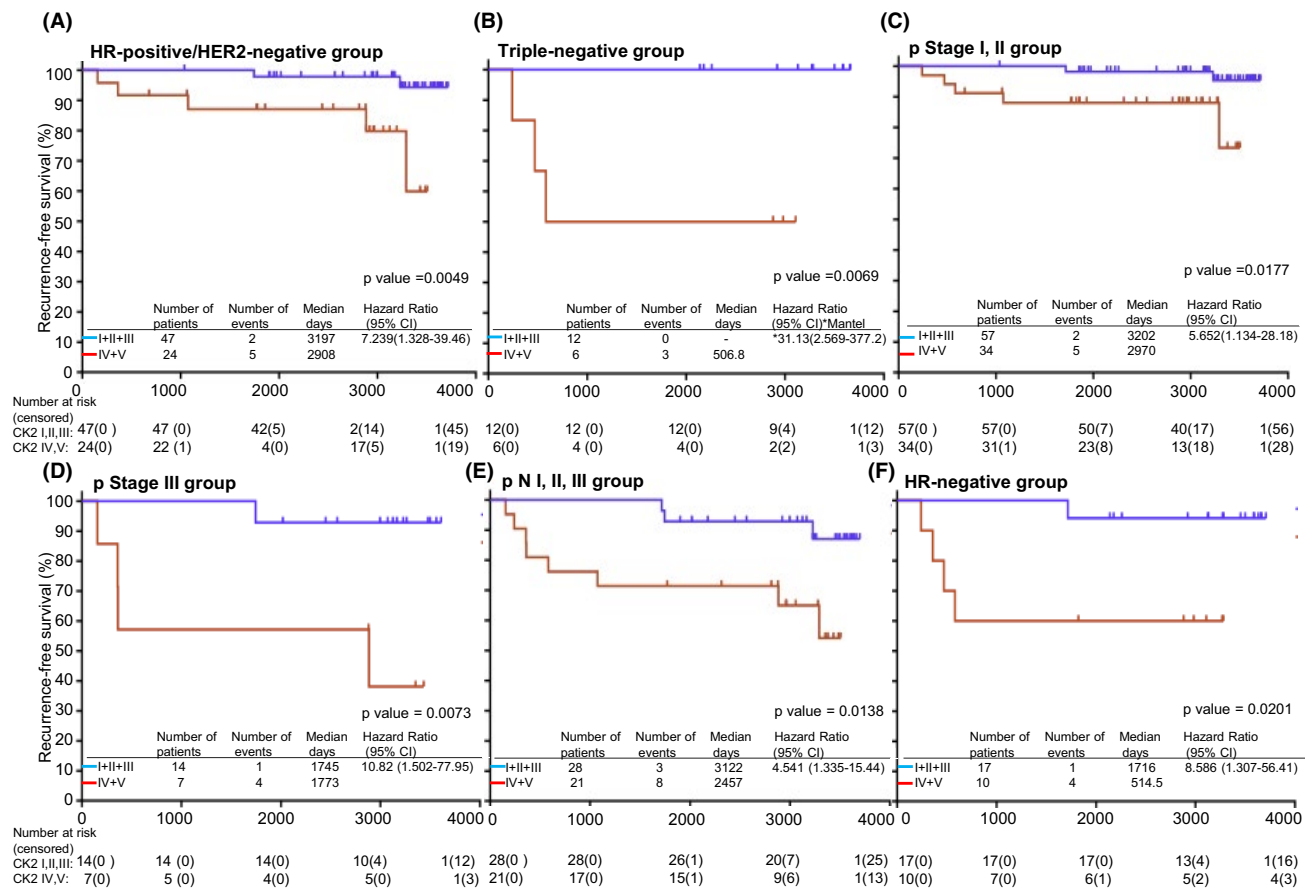 (A)
HR-positive/HER2-negative group
Recurrence-free survival (%)
100
90
80
70
60
50
40
30
20
10
0
p value =0.0049
Number of patients Number of events Median days Hazard Ratio (95% CI)
I+II+III 47 2 3197 7.239(1.328-39.46)
IV+V 24 5 2908
0 1000 2000 3000 4000
Number at risk
(censored)
CK2 I,II,III: 47(0 ) 47 (0) 42(5) 2(14) 1(45)
CK2 IV,V: 24(0) 22 (1) 4(0) 17(5) 1(19)
(B)
Triple-negative group
p value =0.0069
Number of patients Number of events Median days Hazard Ratio (95% CI)*Mantel
I+II+III 12 0 - *31.13(2.569-377.2)
IV+V 6 3 506.8
0 1000 2000 3000 4000
12(0) 12 (0) 12(0) 9(4) 1(12)
6(0) 4 (0) 4(0) 2(2) 1(3)
(C)
p Stage I, II group
p value =0.0177
Number of patients Number of events Median days Hazard Ratio (95% CI)
I+II+III 57 2 3202 5.652(1.134-28.18)
IV+V 34 5 2970
0 1000 2000 3000 4000
57(0 ) 57(0) 50(7) 40(17) 1(56)
34(0) 31(1) 23(8) 13(18) 1(28)
(D)
p Stage III group
Recurrence-free survival (%)
100
90
80
70
60
50
40
30
20
10
0
p value = 0.0073
Number of patients Number of events Median days Hazard Ratio (95% CI)
I+II+III 14 1 1745 10.82 (1.502-77.95)
IV+V 7 4 1773
0 1000 2000 3000 4000
Number at risk
(censored)
CK2 I,II,III: 14(0 ) 14 (0) 14(0) 10(4) 1(12)
CK2 IV,V: 7(0) 5 (0) 4(0) 5(0) 1(3)
(E)
p N I, II, III group
p value = 0.0138
Number of patients Number of events Median days Hazard Ratio (95% CI)
I+II+III 28 3 3122 4.541 (1.335-15.44)
IV+V 21 8 2457
0 1000 2000 3000 4000
28(0 ) 28(0) 26(1) 20(7) 1(25)
21(0) 17(0) 15(1) 9(6) 1(13)
(F)
HR-negative group
p value = 0.0201
Number of patients Number of events Median days Hazard Ratio (95% CI)
I+II+III 17 1 1716 8.586 (1.307-56.41)
IV+V 10 4 514.5
0 1000 2000 3000 4000
17(0) 17(0) 17(0) 13(4) 1(16)
10(0) 7(0) 6(1) 5(2) 4(3)